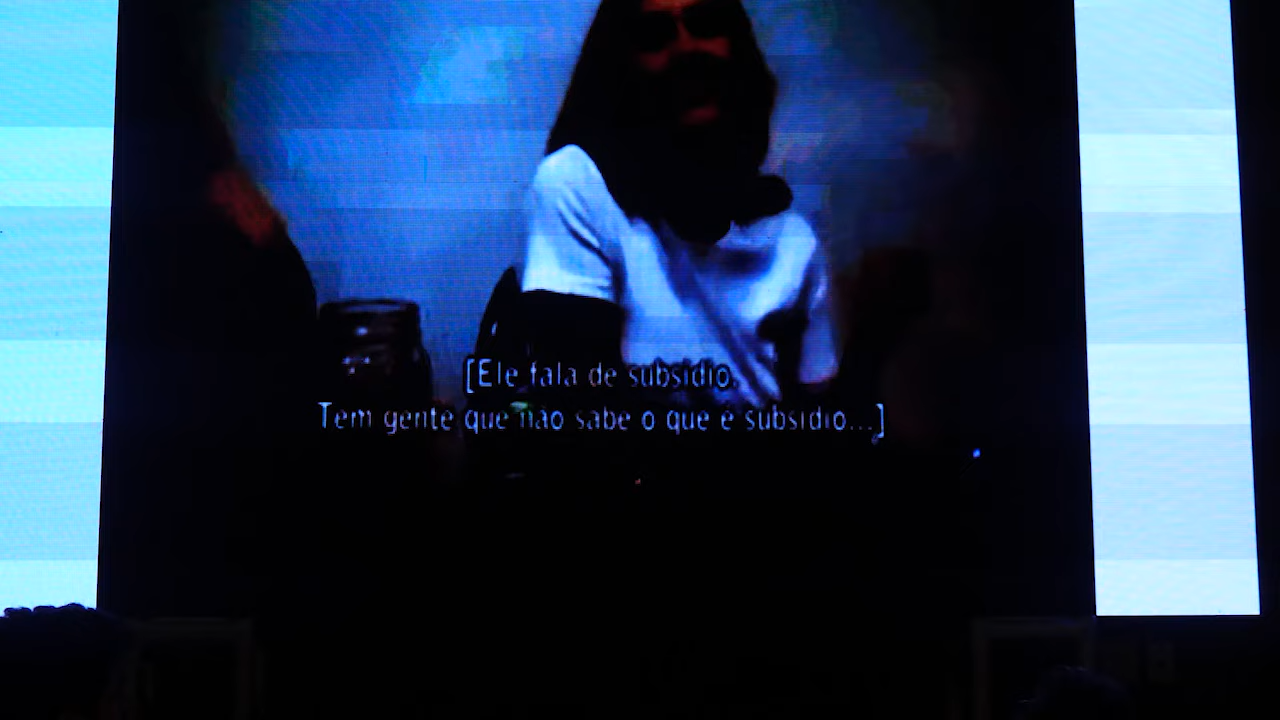 [Ele fala de subsídio.
Tem gente que não sabe o que é subsídio...]